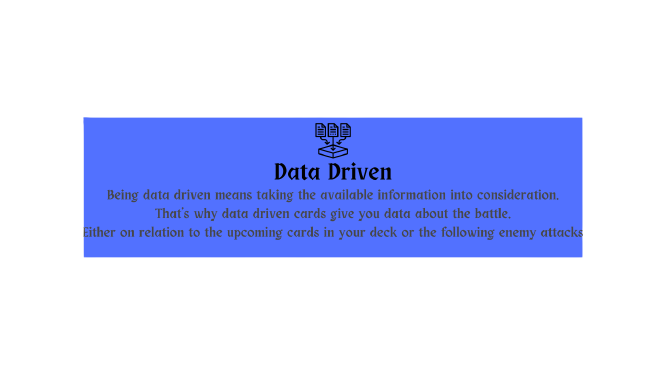 Data Driven
Being data driven means taking the available information into consideration.
That's why data driven cards give you data about the battle.
Either on relation to the upcoming cards in your deck or the following enemy attacks